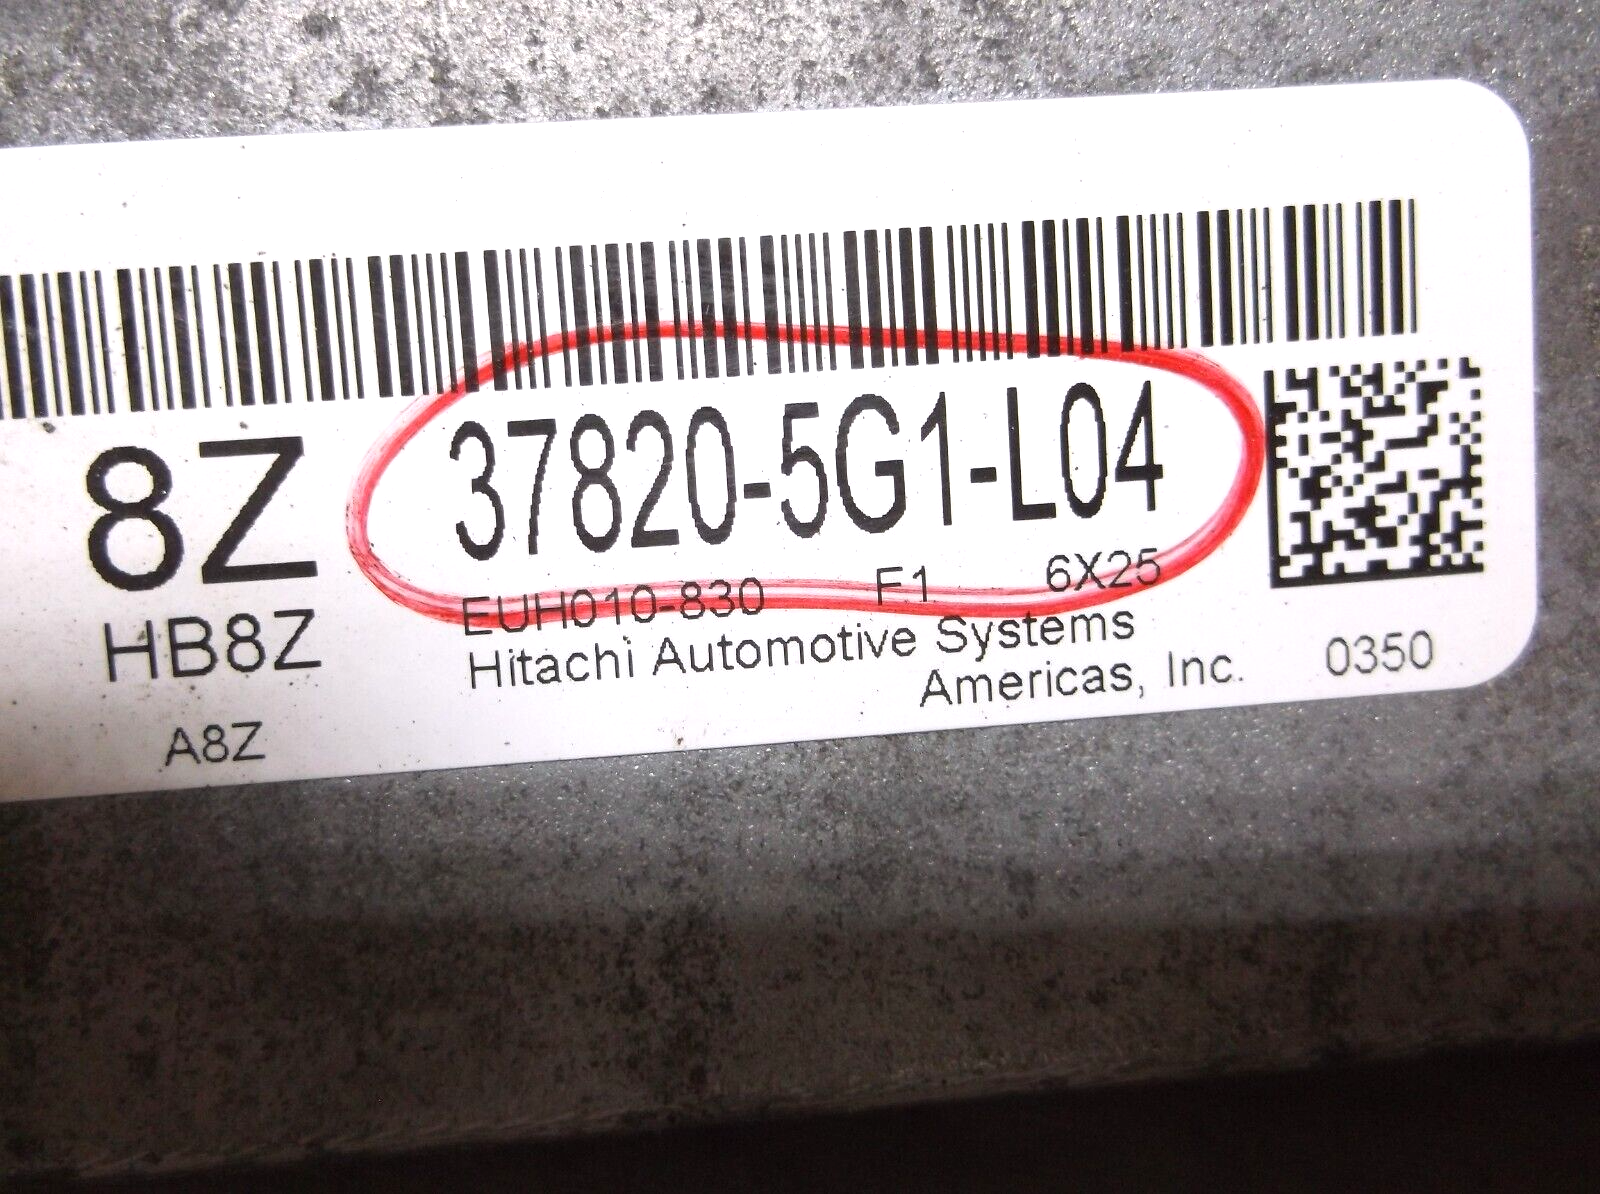 8Z 37820-5G1-L04
HB8Z EUH010-830 F1 6X25
Hitachi Automotive Systems
Americas, Inc. 0350
A8Z